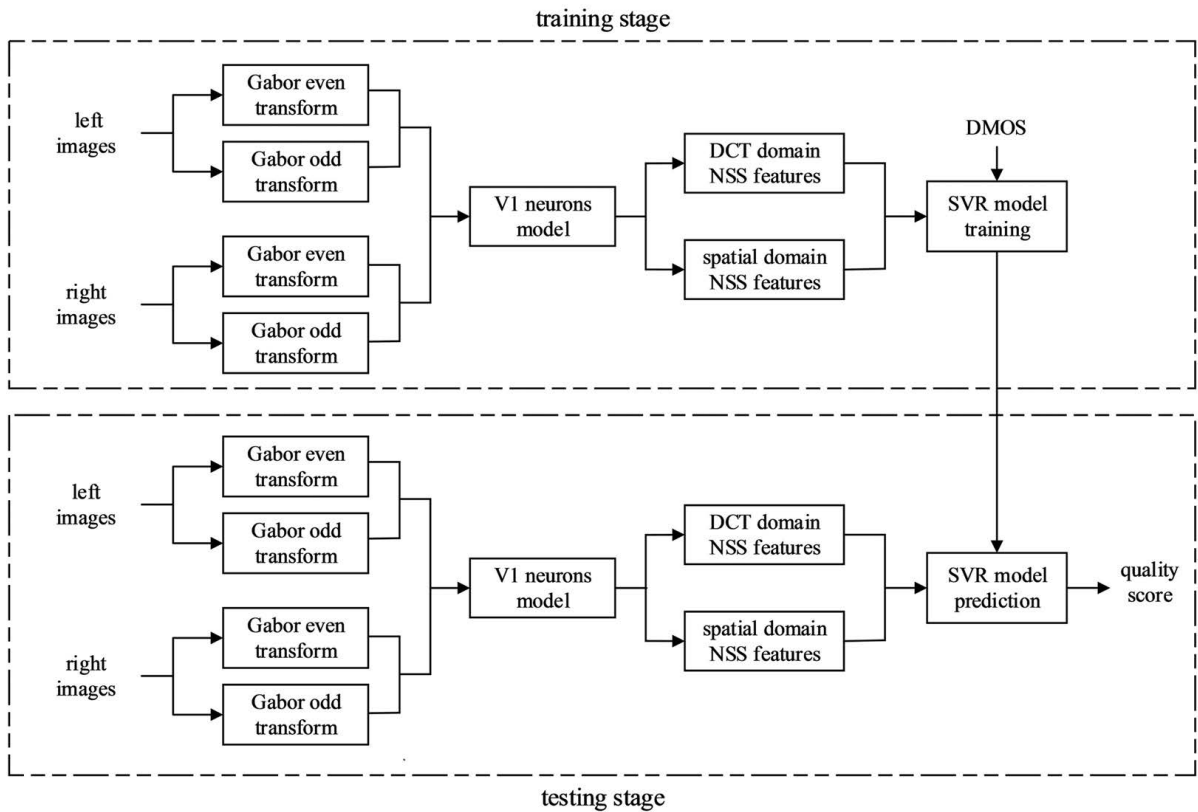 training stage
left
images
Gabor even
transform
Gabor odd
transform
right
images
Gabor even
transform
Gabor odd
transform
V1 neurons
model
DCT domain
NSS features
spatial domain
NSS features
DMOS
SVR model
training
left
images
Gabor even
transform
Gabor odd
transform
right
images
Gabor even
transform
Gabor odd
transform
V1 neurons
model
DCT domain
NSS features
spatial domain
NSS features
SVR model
prediction
quality
score
testing stage